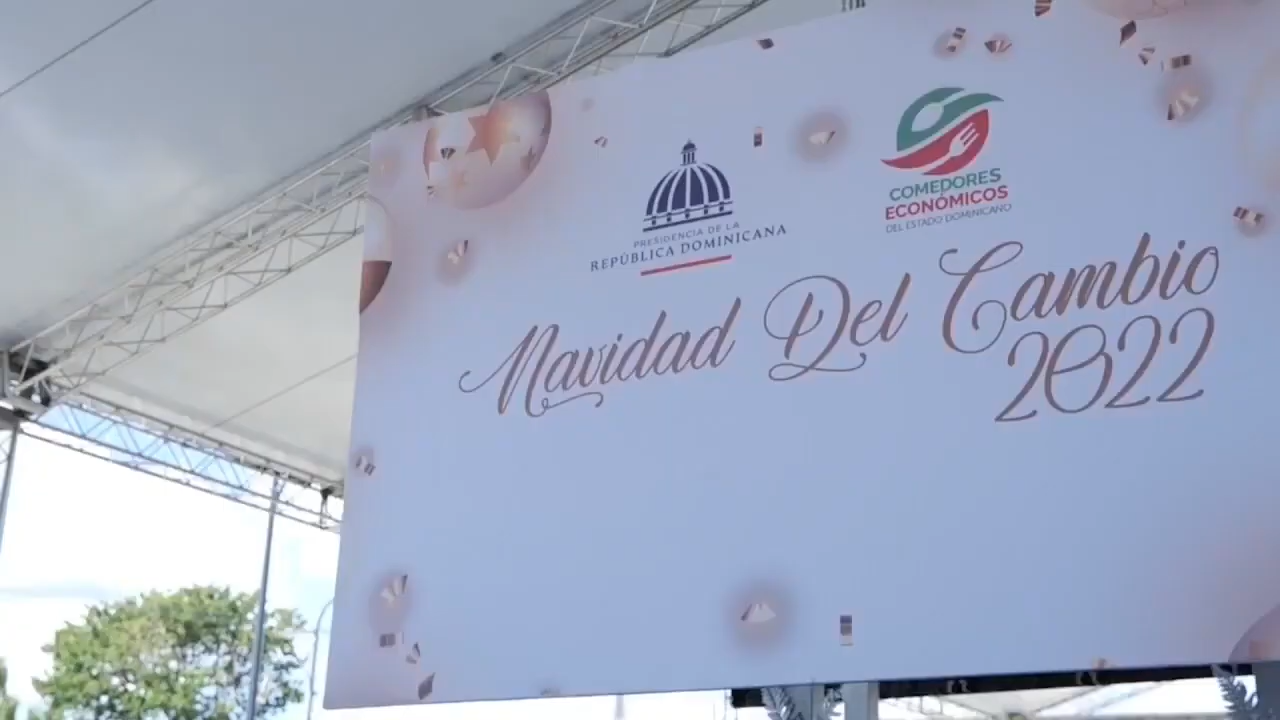 PRESIDENCIA DE LA
REPÚBLICA DOMINICANA
COMEDORES
ECONÓMICOS
DEL ESTADO DOMINICANO
Navidad Del Cambio
2022